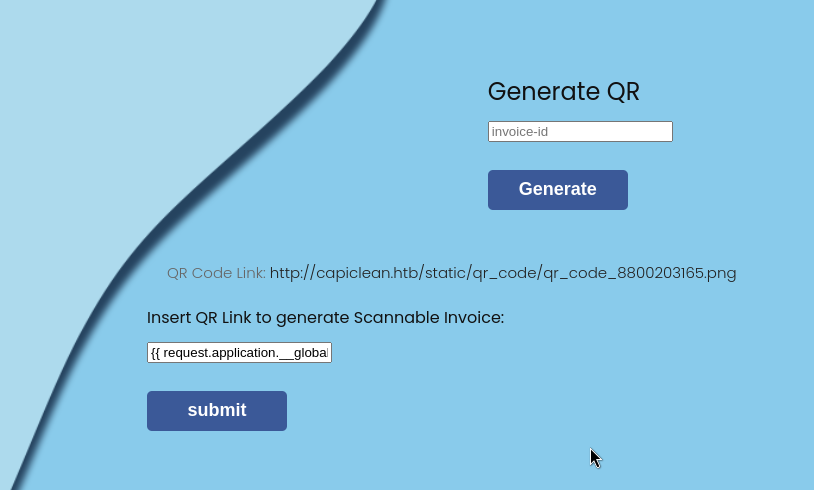 Generate QR
invoice-id
Generate
QR Code Link: http://capiclean.htb/static/qr_code/qr_code_8800203165.png
Insert QR Link to generate Scannable Invoice:
{{ request.application.__global
submit